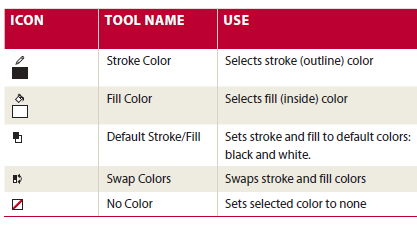 ICON TOOL NAME USE
Stroke Color Selects stroke (outline) color
Fill Color Selects fill (inside) color
Default Stroke/Fill Sets stroke and fill to default colors:
black and white.
Swap Colors Swaps stroke and fill colors
No Color Sets selected color to none